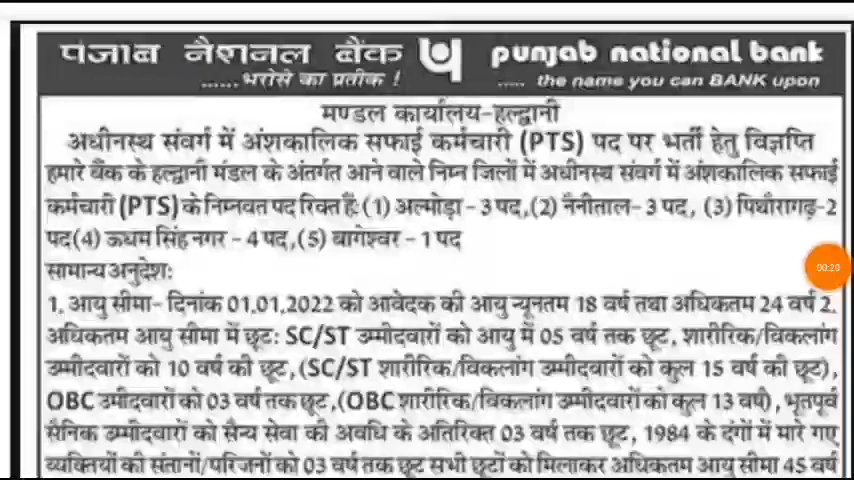 पंजाब नैशनल बैंक punjab national bank
......भरोसे का प्रतीक ! ..... the name you can BANK upon
मण्डल कार्यालय-हल्द्वानी
अधीनस्थ संवर्ग में अंशकालिक सफाई कर्मचारी (PTS) पद पर भर्ती हेतु विज्ञप्ति
हमारे बैंक के हल्द्वानी मंडल के अंतर्गत आने वाले निम्न जिलों में अधीनस्थ संवर्ग में अंशकालिक सफाई
कर्मचारी (PTS) के निम्नवत पद रिक्त हैं: (1) अल्मोड़ा – 3 पद, (2) नैनीताल– 3 पद, (3) पिथौरागढ़-2
पद(4) ऊधम सिंह नगर – 4 पद, (5) बागेश्वर – 1 पद
सामान्य अनुदेश:
00:20
1. आयु सीमा– दिनांक 01.01.2022 को आवेदक की आयु न्यूनतम 18 वर्ष तथा अधिकतम 24 वर्ष 2.
अधिकतम आयु सीमा में छूट: SC/ST उम्मीदवारों को आयु में 05 वर्ष तक छूट, शारीरिक/विकलांग
उम्मीदवारों को 10 वर्ष की छूट, (SC/ST शारीरिक/विकलांग उम्मीदवारों को कुल 15 वर्ष की छूट),
OBC उमीदवारों को 03 वर्ष तक छूट, (OBC शारीरिक/विकलांग उम्मीदवारों को कुल 13 वर्ष), भूतपूर्व
सैनिक उम्मीदवारों को सैन्य सेवा की अवधि के अतिरिक्त 03 वर्ष तक छूट, 1984 के दंगों में मारे गए
व्यक्तियों की संतानों/परिजनों को 03 वर्ष तक छूट सभी छूटों को मिलाकर अधिकतम आयु सीमा 45 वर्ष